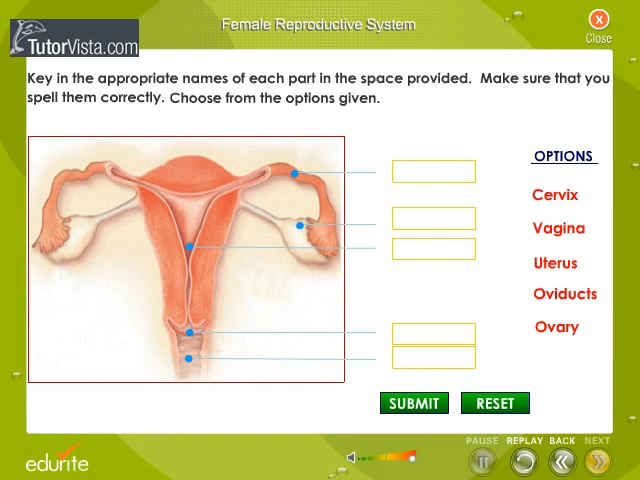 Female Reproductive System
TutorVista.com
x
Close
Key in the appropriate names of each part in the space provided. Make sure that you
spell them correctly. Choose from the options given.
OPTIONS
Cervix
Vagina
Uterus
Oviducts
Ovary
SUBMIT RESET
PAUSE REPLAY BACK NEXT
edurite